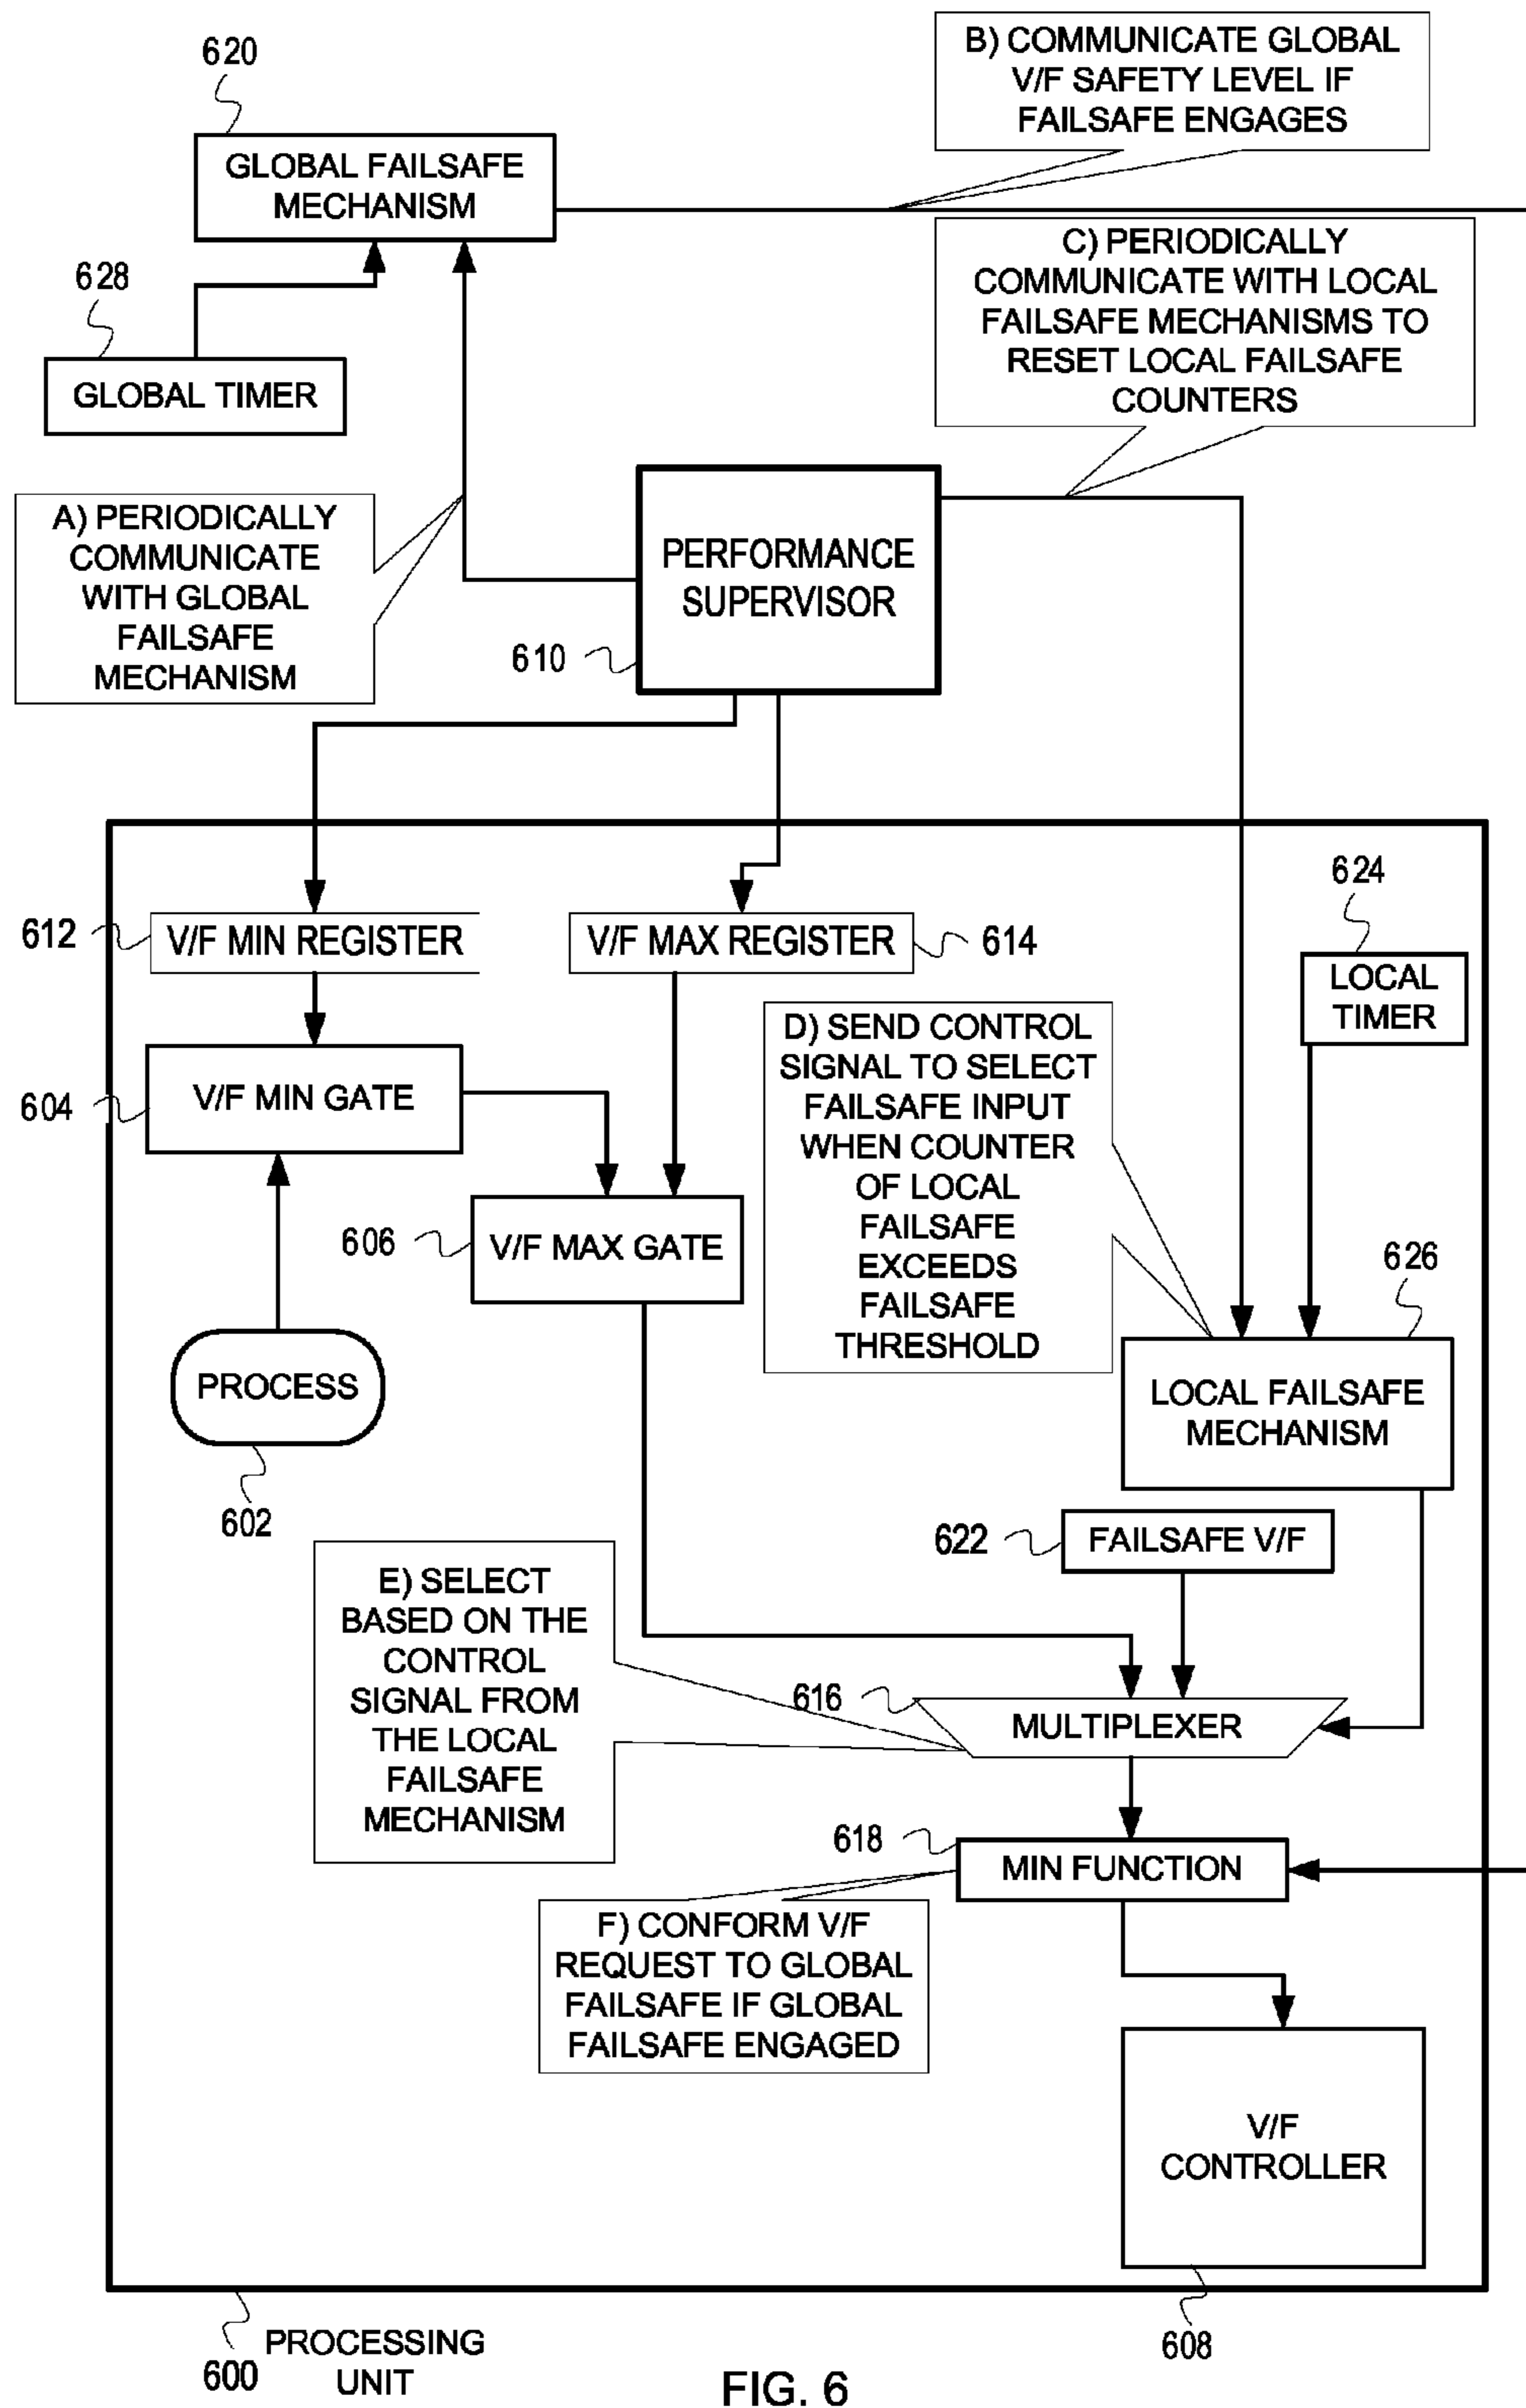 B) COMMUNICATE GLOBAL
V/F SAFETY LEVEL IF
FAILSAFE ENGAGES
620
GLOBAL FAILSAFE
MECHANISM
C) PERIODICALLY
COMMUNICATE WITH LOCAL
FAILSAFE MECHANISMS TO
RESET LOCAL FAILSAFE
COUNTERS
628
GLOBAL TIMER
A) PERIODICALLY
COMMUNICATE
WITH GLOBAL
FAILSAFE
MECHANISM
PERFORMANCE
SUPERVISOR
610
612
V/F MIN REGISTER
V/F MAX REGISTER
614
624
LOCAL
TIMER
604
V/F MIN GATE
D) SEND CONTROL
SIGNAL TO SELECT
FAILSAFE INPUT
WHEN COUNTER
OF LOCAL
FAILSAFE
EXCEEDS
FAILSAFE
THRESHOLD
606
V/F MAX GATE
626
LOCAL FAILSAFE
MECHANISM
PROCESS
602
622
FAILSAFE V/F
E) SELECT
BASED ON THE
CONTROL
SIGNAL FROM
THE LOCAL
FAILSAFE
MECHANISM
616
MULTIPLEXER
618
MIN FUNCTION
F) CONFORM V/F
REQUEST TO GLOBAL
FAILSAFE IF GLOBAL
FAILSAFE ENGAGED
V/F
CONTROLLER
608
600
PROCESSING
UNIT
FIG. 6